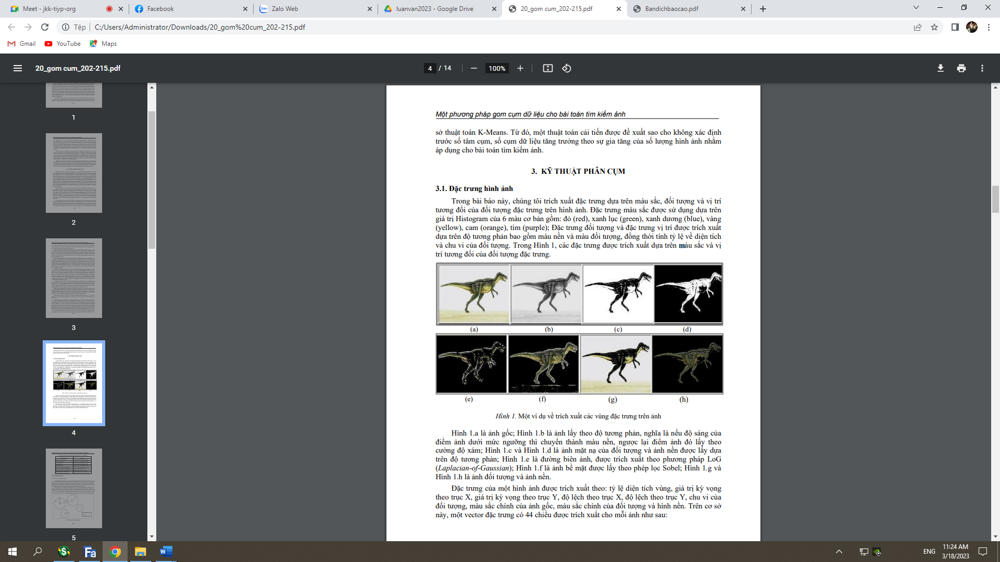 Meet - jkk-tiyp-org
Facebook
Zalo Web
luanvan2023 - Google Drive
20_gom cum_202-215.pdf
Bandichbaocao.pdf
Tệp
C:/Users/Administrator/Downloads/20_gom%20cum_202-215.pdf
Gmail
YouTube
Maps
20_gom cum_202-215.pdf
4 / 14
100%
1
2
3
4
5
Một phương pháp gom cụm dữ liệu cho bài toán tìm kiếm ảnh
sở thuật toán K-Means. Từ đó, một thuật toán cải tiến được đề xuất sao cho không xác định
trước số tâm cụm, số cụm dữ liệu tăng trưởng theo sự gia tăng của số lượng hình ảnh nhằm
áp dụng cho bài toán tìm kiếm ảnh.
3. KỸ THUẬT PHÂN CỤM
3.1. Đặc trưng hình ảnh
Trong bài báo này, chúng tôi trích xuất đặc trưng dựa trên màu sắc, đối tượng và vị trí
tương đối của đối tượng đặc trưng trên hình ảnh. Đặc trưng màu sắc được sử dụng dựa trên
giá trị Histogram của 6 màu cơ bản gồm: đỏ (red), xanh lục (green), xanh dương (blue), vàng
(yellow), cam (orange), tím (purple); Đặc trưng đối tượng và đặc trưng vị trí được trích xuất
dựa trên độ tương phản bao gồm màu nền và màu đối tượng, đồng thời tính tỷ lệ về diện tích
và chu vi của đối tượng. Trong Hình 1, các đặc trưng được trích xuất dựa trên màu sắc và vị
trí tương đối của đối tượng đặc trưng.
(a)
(b)
(c)
(d)
(e)
(f)
(g)
(h)
Hình 1. Một ví dụ về trích xuất các vùng đặc trưng trên ảnh
Hình 1.a là ảnh gốc; Hình 1.b là ảnh lấy theo độ tương phản, nghĩa là nếu độ sáng của
điểm ảnh dưới mức ngưỡng thì chuyển thành màu nền, ngược lại điểm ảnh đó lấy theo
cường độ xám; Hình 1.c và Hình 1.d là ảnh mặt nạ của đối tượng và ảnh nền được lấy dựa
trên độ tương phản; Hình 1.e là đường biên ảnh, được trích xuất theo phương pháp LoG
(Laplacian-of-Gaussian); Hình 1.f là ảnh bề mặt được lấy theo phép lọc Sobel; Hình 1.g và
Hình 1.h là ảnh đối tượng và ảnh nền.
Đặc trưng của một hình ảnh được trích xuất theo: tỷ lệ diện tích vùng, giá trị kỳ vọng
theo trục X, giá trị kỳ vọng theo trục Y, độ lệch theo trục X, độ lệch theo trục Y, chu vi của
đối tượng, màu sắc chính của ảnh gốc, màu sắc chính của đối tượng và hình nền. Trên cơ sở
này, một vector đặc trưng có 44 chiều được trích xuất cho mỗi ảnh như sau:
ENG
11:24 AM
3/18/2023